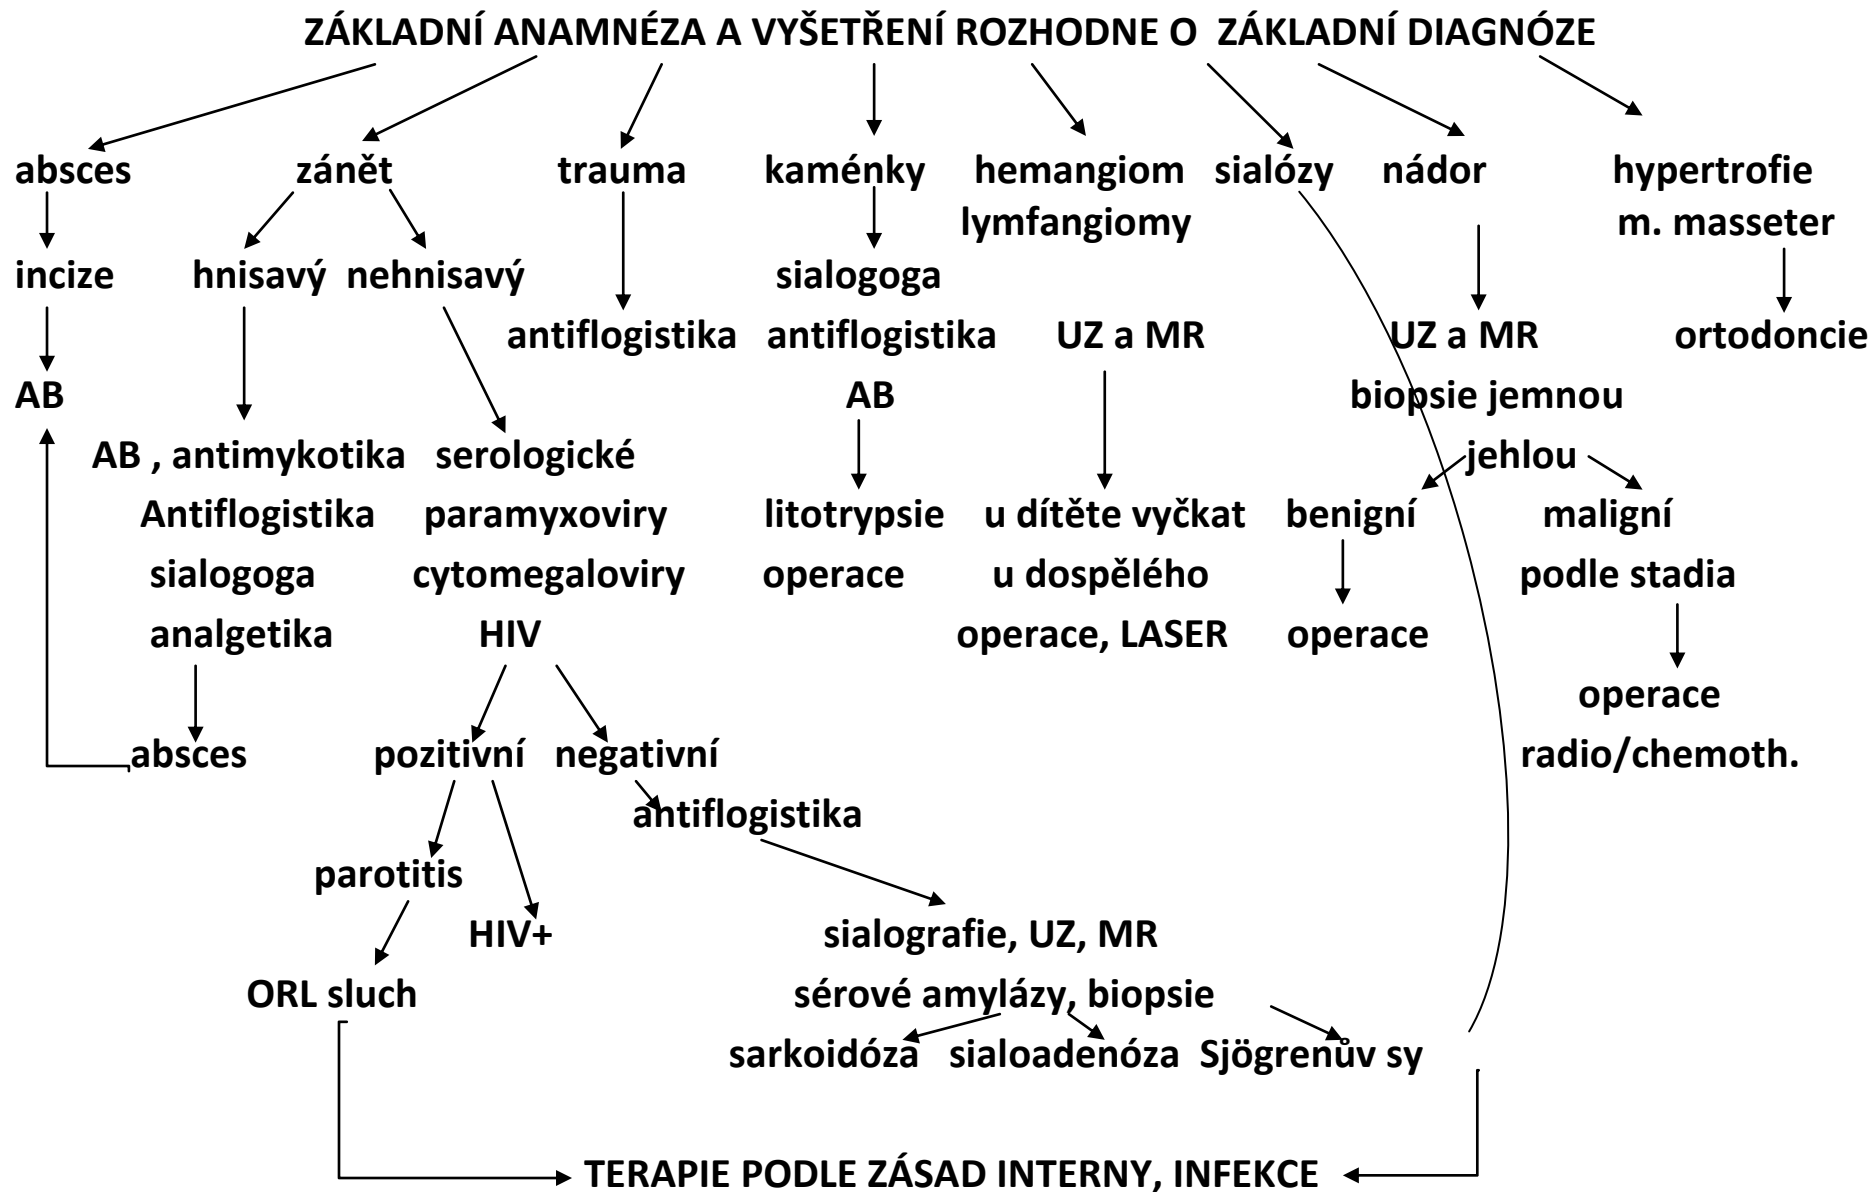 ZÁKLADNÍ ANAMNÉZA A VYŠETŘENÍ ROZHODNE O ZÁKLADNÍ DIAGNÓZE
absces zánět trauma kaménky hemangiom sialózy nádor hypertrofie
lymfangiomy m. masseter
incize hnisavý nehnisavý sialogoga
antiflogistika antiflogistika UZ a MR UZ a MR ortodoncie
AB AB biopsie jemnou
AB , antimykotika serologické jehlou
Antiflogistika paramyxoviry litotrypsie u dítěte vyčkat benigní maligní
sialogoga cytomegaloviry operace u dospělého podle stadia
analgetika HIV operace, LASER operace
operace
absces pozitivní negativní radio/chemoth.
antiflogistika
parotitis
HIV+ sialografie, UZ, MR
ORL sluch sérové amylázy, biopsie
sarkoidóza sialoadenóza Sjögrenův sy
TERAPIE PODLE ZÁSAD INTERNY, INFEKCE